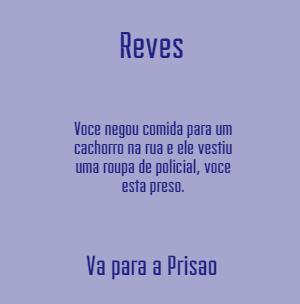 Reves
Voce negou comida para um
cachorro na rua e ele vestiu
uma roupa de policial, voce
esta preso.
Va para a Prisao